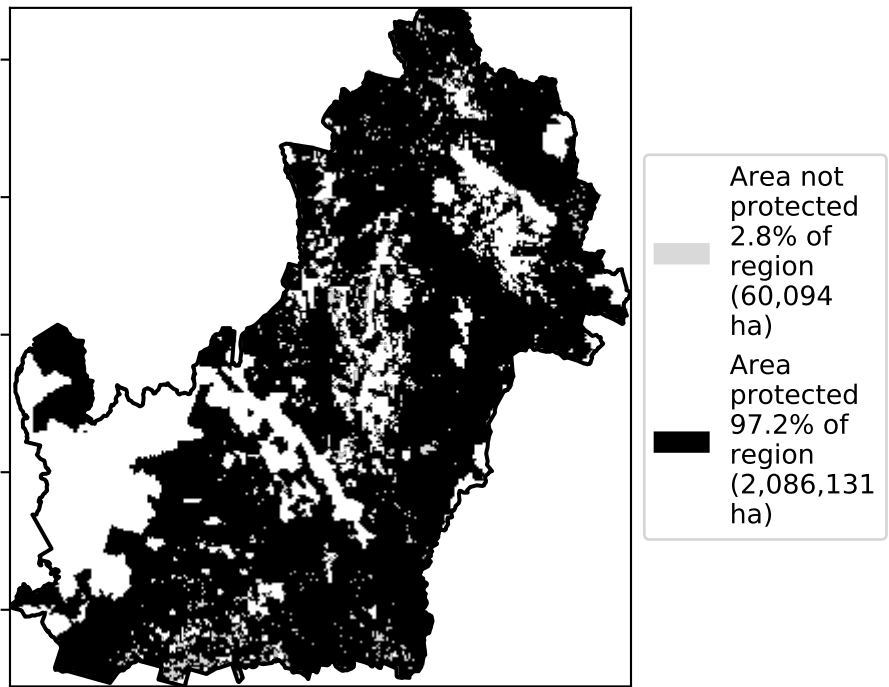 Area not
protected
2.8% of
region
(60,094
ha)
Area
protected
97.2% of
region
(2,086,131
ha)